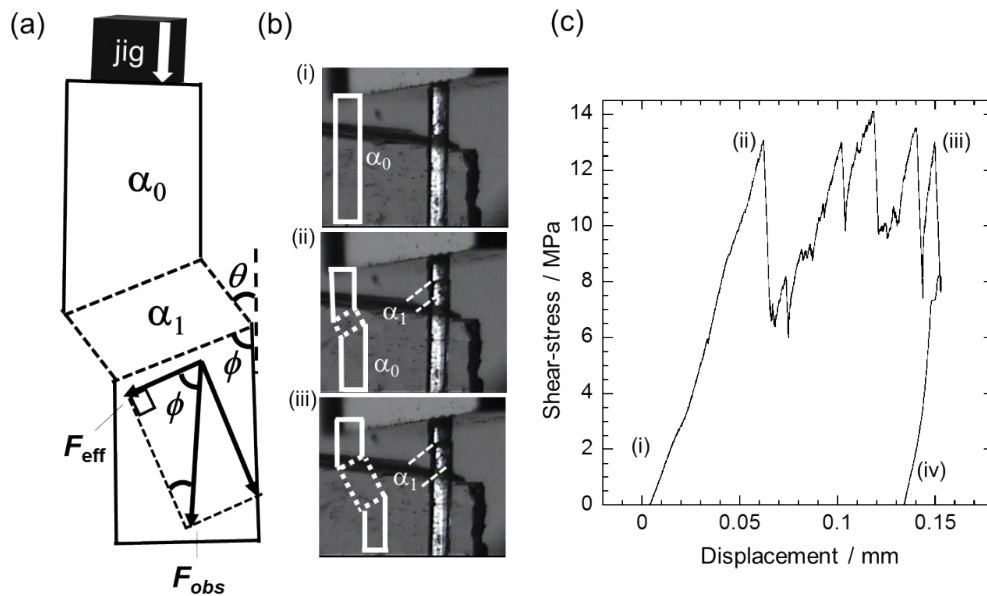 (a)
jig
α0
θ
α1
ϕ
ϕ
Feff
Fobs
(b)
(i)
α0
(ii)
α1
α0
(iii)
α1
(c)
Shear-stress / MPa
14
12
10
8
6
4
2
0
(i)
(ii)
(iii)
(iv)
0 0.05 0.1 0.15
Displacement / mm